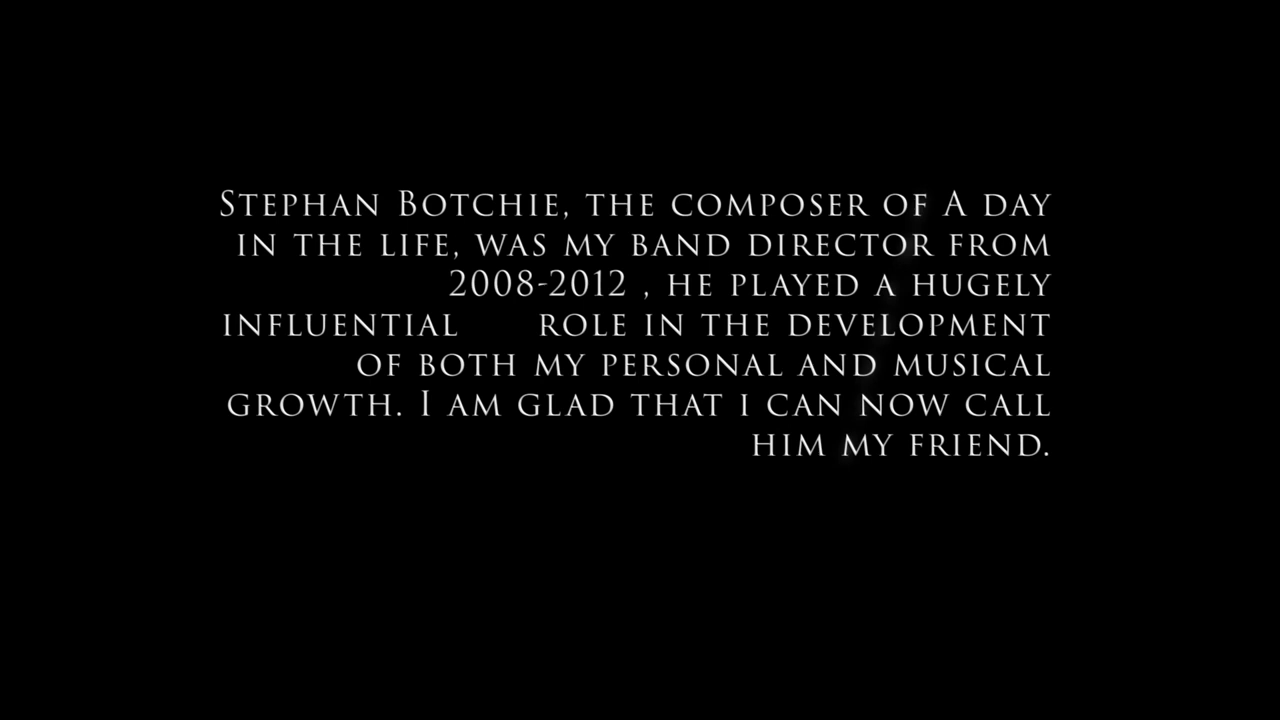 Stephan Botchie, the composer of A day
in the life, was my band director from
2008-2012 , he played a hugely
influential role in the development
of both my personal and musical
growth. I am glad that i can now call
him my friend.